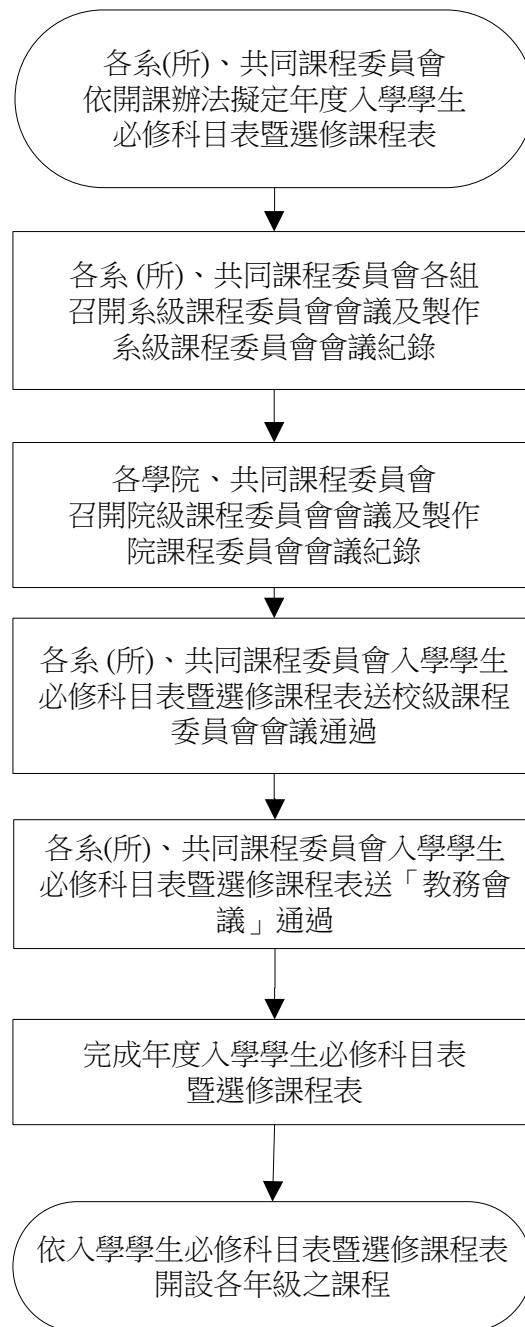 各系(所)、共同課程委員會
依開課辦法擬定年度入學學生
必修科目表暨選修課程表
各系 (所)、共同課程委員會各組
召開系級課程委員會會議及製作
系級課程委員會會議紀錄
各學院、共同課程委員會
召開院級課程委員會會議及製作
院課程委員會會議紀錄
各系 (所)、共同課程委員會入學學生
必修科目表暨選修課程表送校級課程
委員會會議通過
各系(所)、共同課程委員會入學學生
必修科目表暨選修課程表送「教務會
議」通過
完成年度入學學生必修科目表
暨選修課程表
依入學學生必修科目表暨選修課程表
開設各年級之課程